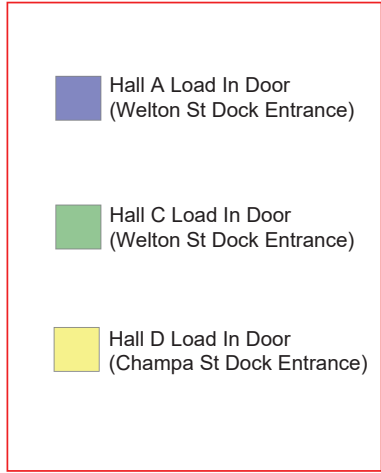 Hall A Load In Door
(Welton St Dock Entrance)
Hall C Load In Door
(Welton St Dock Entrance)
Hall D Load In Door
(Champa St Dock Entrance)